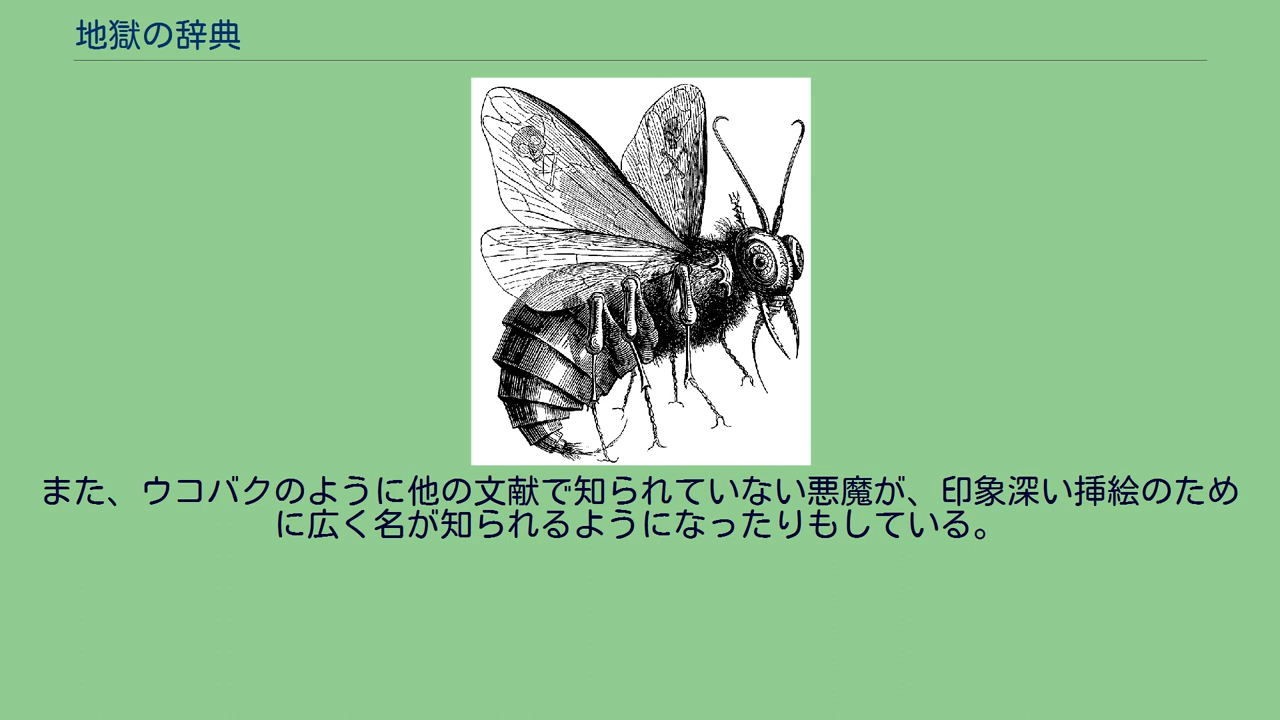 地獄の辞典
また、ウコバクのように他の文献で知られていない悪魔が、印象深い挿絵のため
に広く名が知られるようになったりもしている。